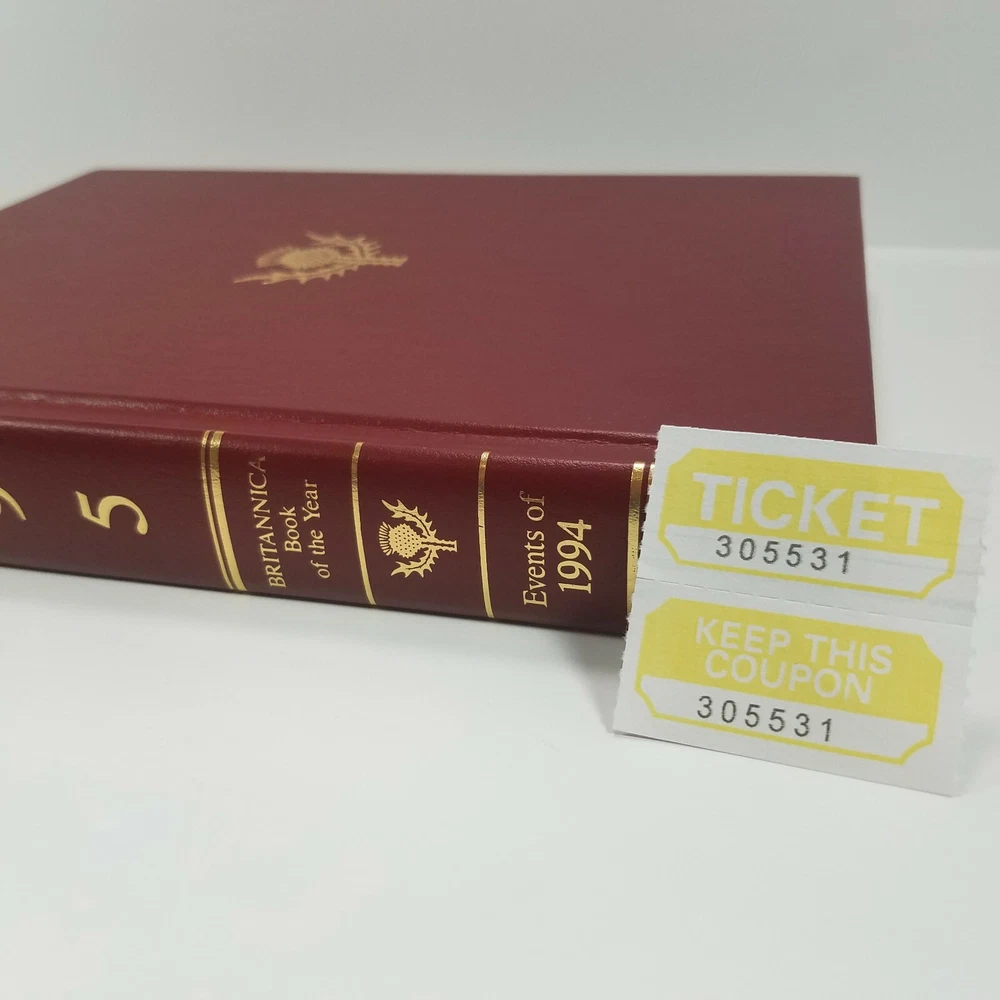 5
BRITANNICA
Book
of the Year
Events of
1994
TICKET
305531
KEEP THIS
COUPON
305531